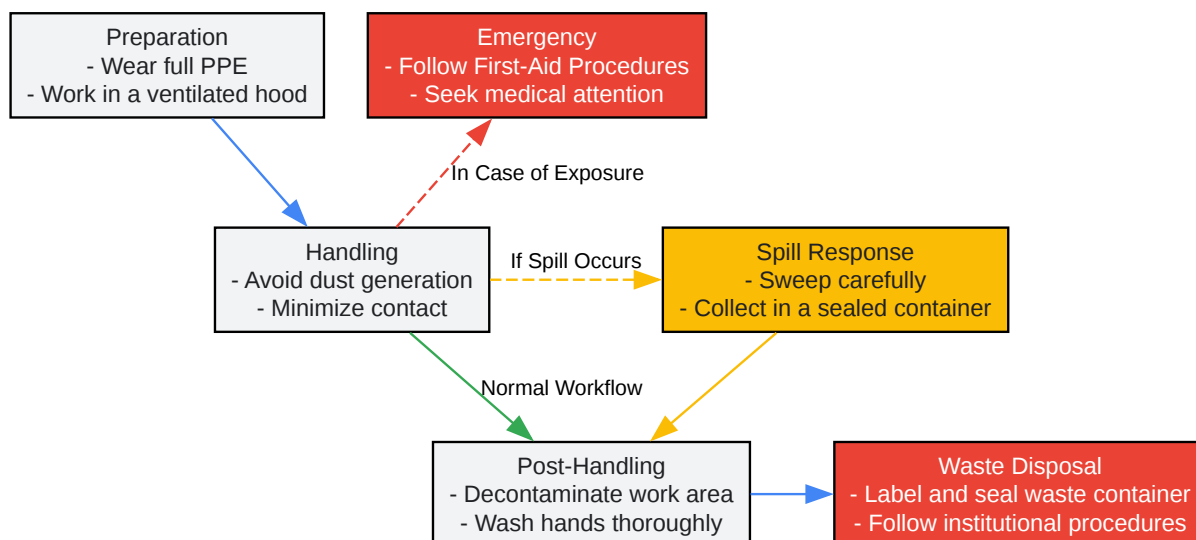 Preparation
- Wear full PPE
- Work in a ventilated hood
Emergency
- Follow First-Aid Procedures
- Seek medical attention
In Case of Exposure
Handling
- Avoid dust generation
- Minimize contact
If Spill Occurs
Spill Response
- Sweep carefully
- Collect in a sealed container
Normal Workflow
Post-Handling
- Decontaminate work area
- Wash hands thoroughly
Waste Disposal
- Label and seal waste container
- Follow institutional procedures